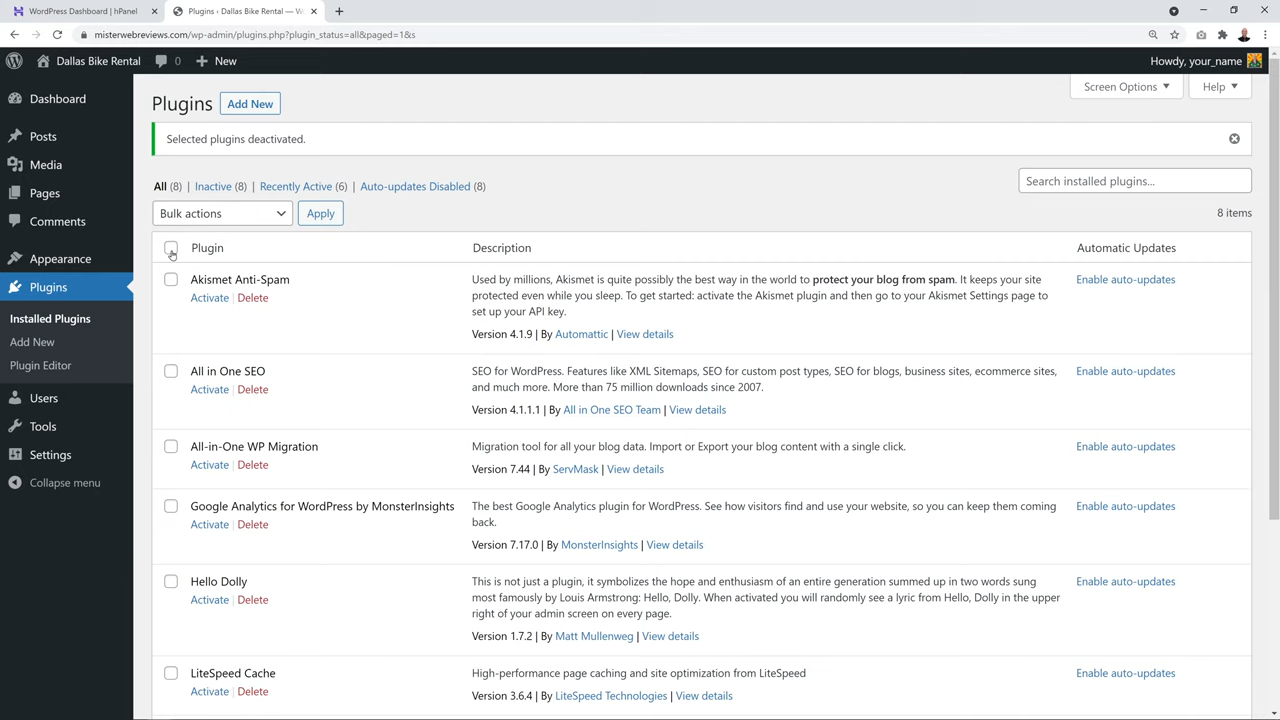 WordPress Dashboard | hPanel
Plugins ‹ Dallas Bike Rental — W
misterwebreviews.com/wp-admin/plugins.php?plugin_status=all&paged=1&s
Dallas Bike Rental
0
New
Howdy, your_name
Dashboard
Posts
Media
Pages
Comments
Appearance
Plugins
Installed Plugins
Add New
Plugin Editor
Users
Tools
Settings
Collapse menu
Plugins
Add New
Screen Options
Help
Selected plugins deactivated.
All (8) | Inactive (8) | Recently Active (6) | Auto-updates Disabled (8)
Search installed plugins...
Bulk actions
Apply
8 items
Plugin
Description
Automatic Updates
Akismet Anti-Spam
Activate | Delete
Used by millions, Akismet is quite possibly the best way in the world to protect your blog from spam. It keeps your site
protected even while you sleep. To get started: activate the Akismet plugin and then go to your Akismet Settings page to
set up your API key.
Version 4.1.9 | By Automattic | View details
Enable auto-updates
All in One SEO
Activate | Delete
SEO for WordPress. Features like XML Sitemaps, SEO for custom post types, SEO for blogs, business sites, ecommerce sites,
and much more. More than 75 million downloads since 2007.
Version 4.1.1.1 | By All in One SEO Team | View details
Enable auto-updates
All-in-One WP Migration
Activate | Delete
Migration tool for all your blog data. Import or Export your blog content with a single click.
Version 7.44 | By ServMask | View details
Enable auto-updates
Google Analytics for WordPress by MonsterInsights
Activate | Delete
The best Google Analytics plugin for WordPress. See how visitors find and use your website, so you can keep them coming
back.
Version 7.17.0 | By MonsterInsights | View details
Enable auto-updates
Hello Dolly
Activate | Delete
This is not just a plugin, it symbolizes the hope and enthusiasm of an entire generation summed up in two words sung
most famously by Louis Armstrong: Hello, Dolly. When activated you will randomly see a lyric from Hello, Dolly in the upper
right of your admin screen on every page.
Version 1.7.2 | By Matt Mullenweg | View details
Enable auto-updates
LiteSpeed Cache
Activate | Delete
High-performance page caching and site optimization from LiteSpeed
Version 3.6.4 | By LiteSpeed Technologies | View details
Enable auto-updates